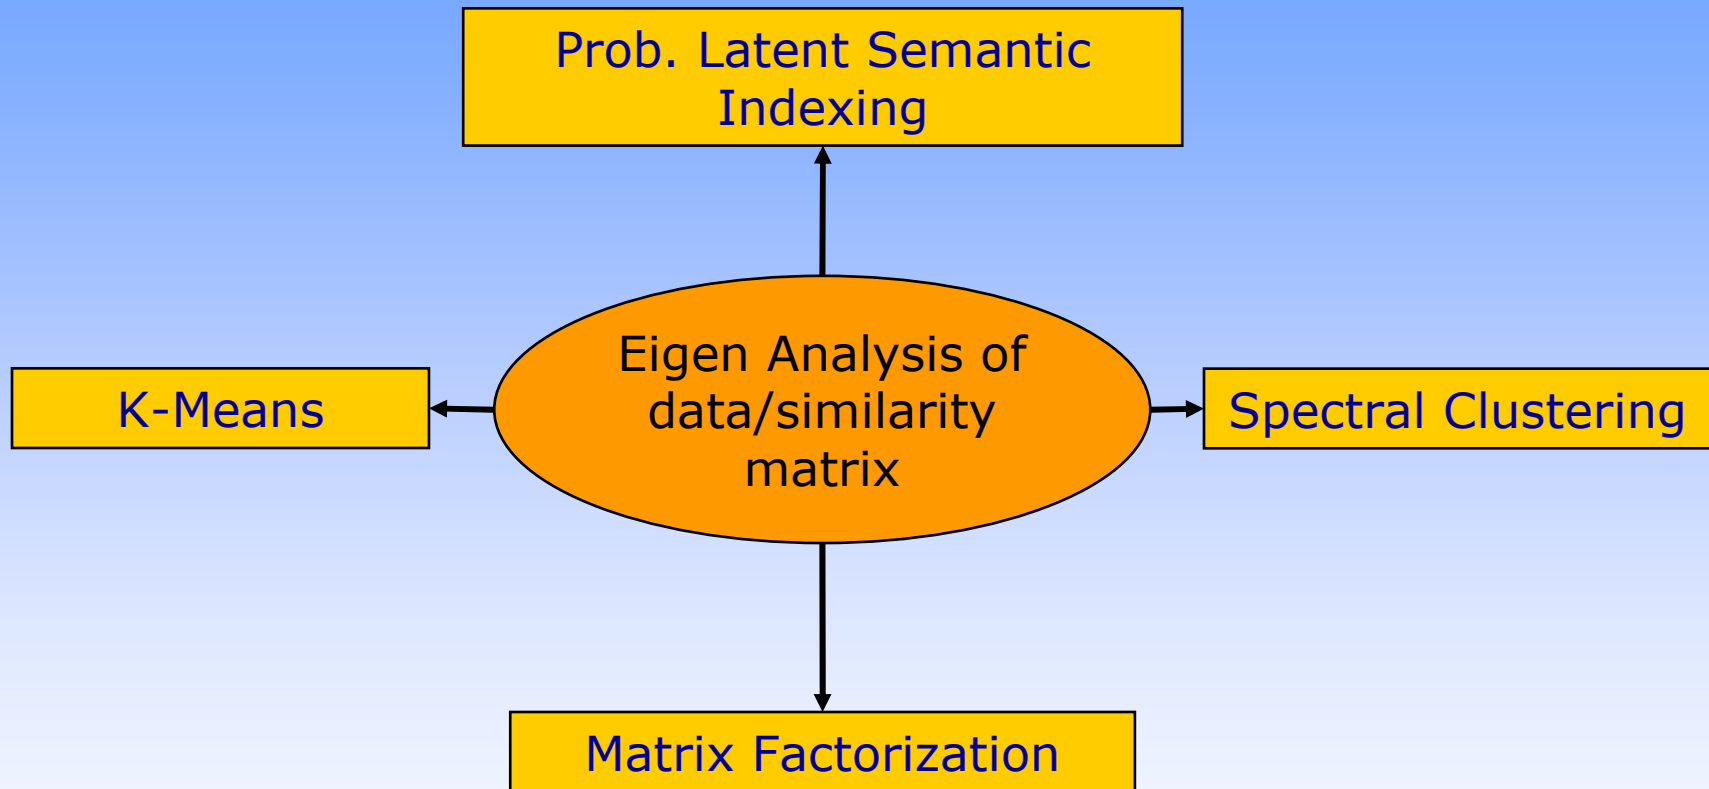 Prob. Latent Semantic
Indexing
Eigen Analysis of
data/similarity
matrix
K-Means
Spectral Clustering
Matrix Factorization